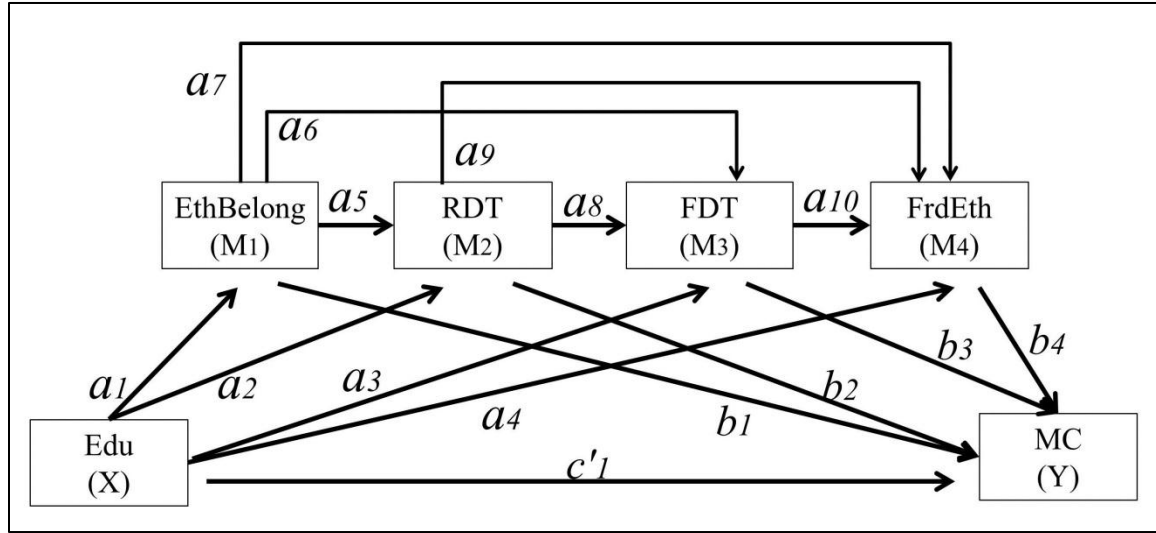 a7
a6
a9
EthBelong
(M1)
a5
RDT
(M2)
a8
FDT
(M3)
a10
FrdEth
(M4)
a1
a2
a3
a4
b1
b2
b3
b4
Edu
(X)
c'1
MC
(Y)